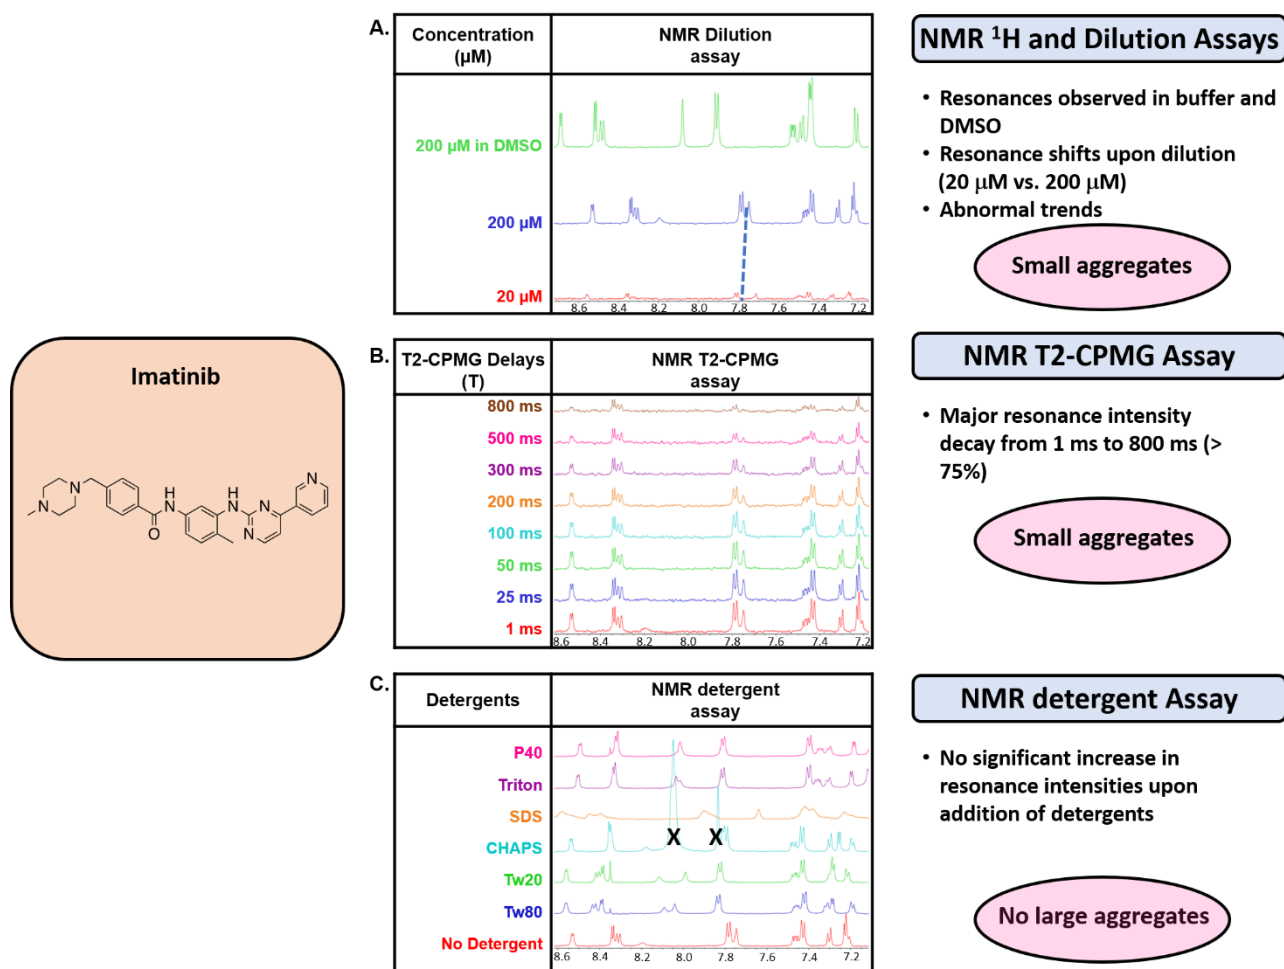 A.
Concentration
(µM)
NMR Dilution
assay
200 µM in DMSO
200 µM
20 µM
8.6 8.4 8.2 8.0 7.8 7.6 7.4 7.2
NMR ¹H and Dilution Assays
• Resonances observed in buffer and
DMSO
• Resonance shifts upon dilution
(20 µM vs. 200 µM)
• Abnormal trends
Small aggregates
Imatinib
N
N
O
H
N
H
N
N
N
N
B.
T2-CPMG Delays
(T)
NMR T2-CPMG
assay
800 ms
500 ms
300 ms
200 ms
100 ms
50 ms
25 ms
1 ms
8.6 8.4 8.2 8.0 7.8 7.6 7.4 7.2
NMR T2-CPMG Assay
• Major resonance intensity
decay from 1 ms to 800 ms (>
75%)
Small aggregates
C.
Detergents
NMR detergent
assay
P40
Triton
SDS
CHAPS
Tw20
Tw80
No Detergent
X X
8.6 8.4 8.2 8.0 7.8 7.6 7.4 7.2
NMR detergent Assay
• No significant increase in
resonance intensities upon
addition of detergents
No large aggregates